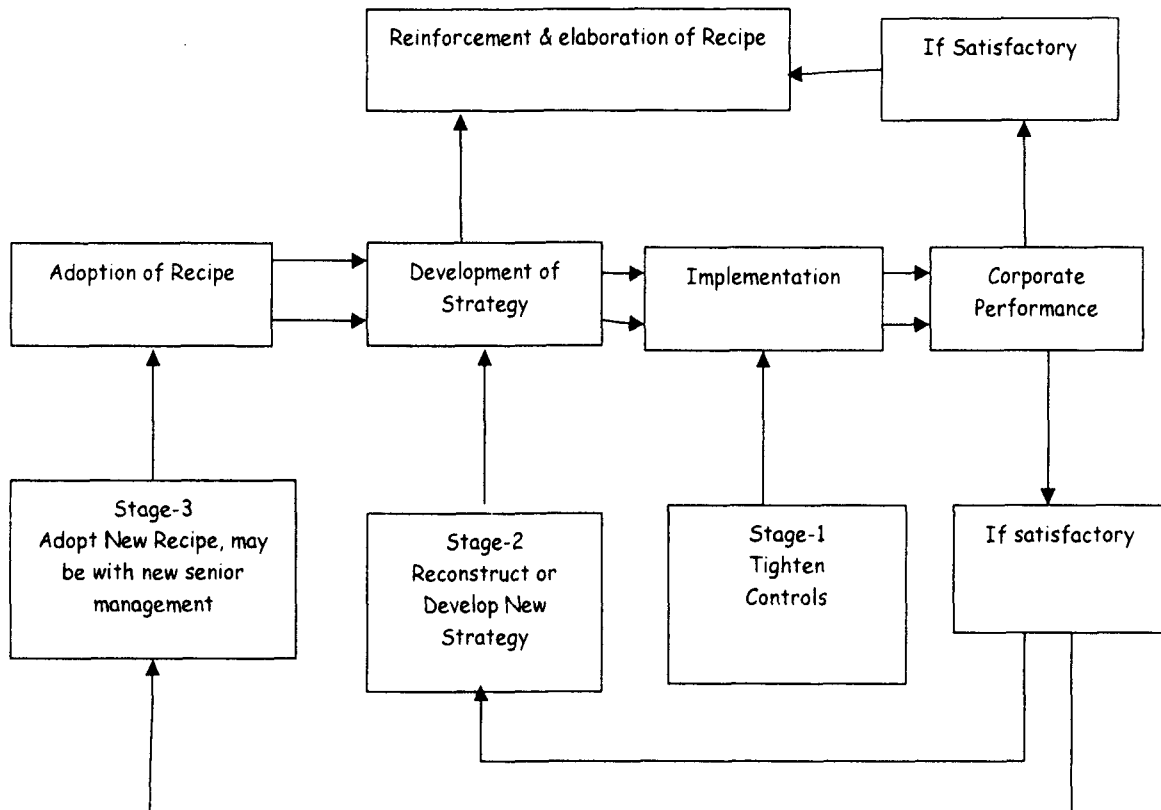 Reinforcement & elaboration of Recipe
If Satisfactory
Adoption of Recipe
Development of
Strategy
Implementation
Corporate
Performance
Stage-3
Adopt New Recipe, may
be with new senior
management
Stage-2
Reconstruct or
Develop New
Strategy
Stage-1
Tighten
Controls
If satisfactory